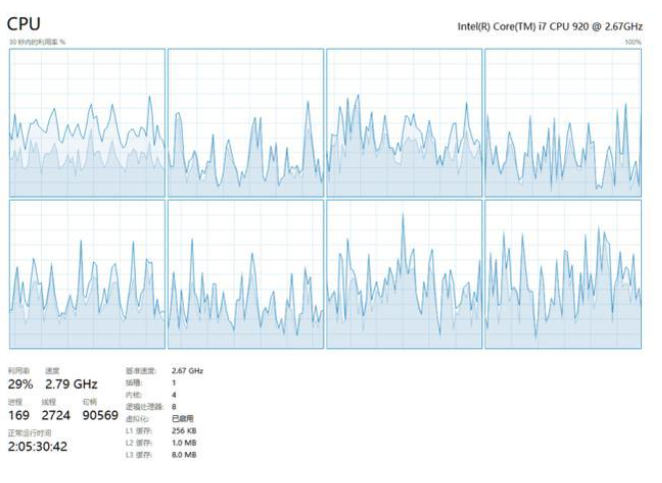 CPU
Intel(R) Core(TM) i7 CPU 920 @ 2.67GHz
30 秒内的利用率 %
100%
利用率 速度
29% 2.79 GHz
进程 线程 句柄
169 2724 90569
正常运行时间
2:05:30:42
基准速度: 2.67 GHz
插槽: 1
内核: 4
逻辑处理器: 8
虚拟化: 已启用
L1 缓存: 256 KB
L2 缓存: 1.0 MB
L3 缓存: 8.0 MB